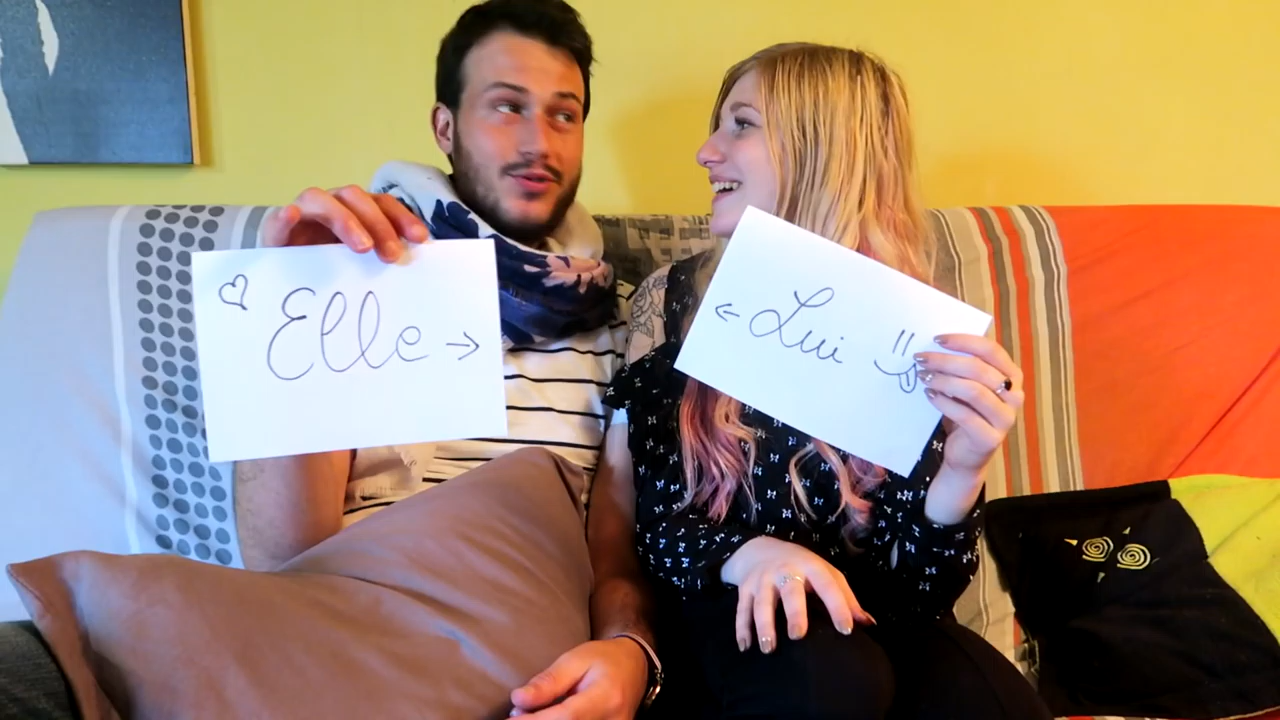 ♡ Elle →
← Lui